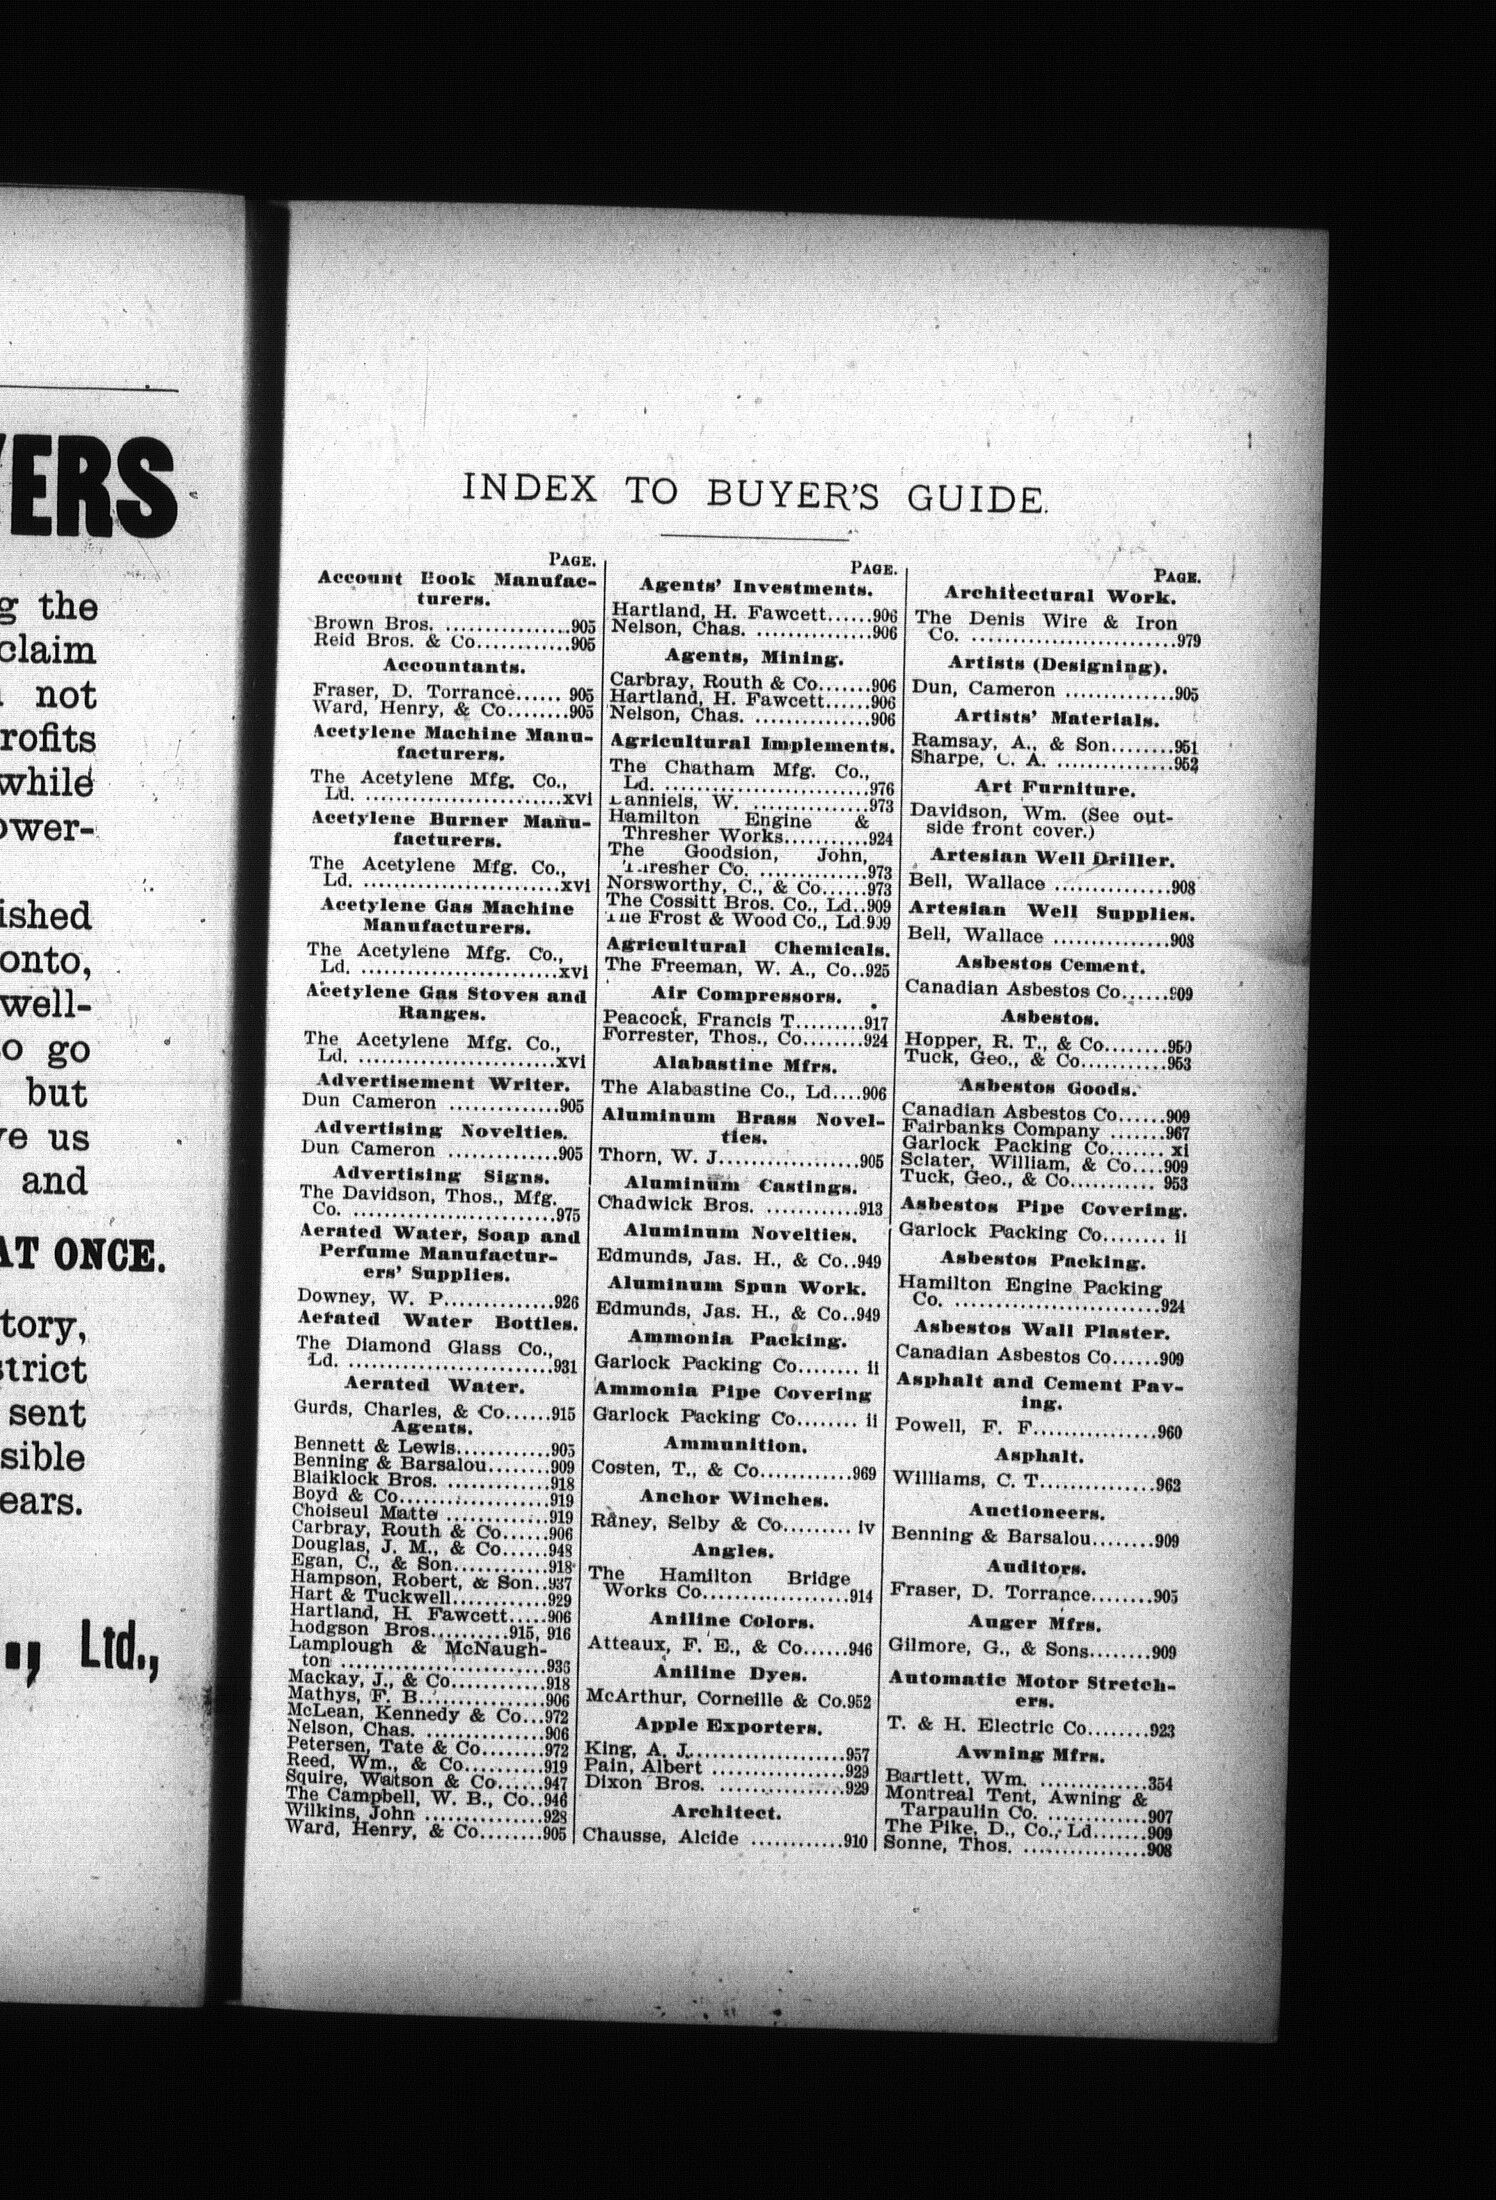 YERS
g the
claim
not
rofits
while
ower-
ished
onto,
well-
o go
but
ve us
and
AT ONCE.
tory,
strict
sent
sible
ears.
., Ltd.,
INDEX TO BUYER'S GUIDE.
PAGE.
Account Book Manufac-
turers.
Brown Bros. ................905
Reid Bros. & Co............905
Accountants.
Fraser, D. Torrance...... 905
Ward, Henry, & Co........905
Acetylene Machine Manu-
facturers.
The Acetylene Mfg. Co.,
Ld. .........................xvi
Acetylene Burner Manu-
facturers.
The Acetylene Mfg. Co.,
Ld. .........................xvi
Acetylene Gas Machine
Manufacturers.
The Acetylene Mfg. Co.,
Ld. .........................xvi
Acetylene Gas Stoves and
Ranges.
The Acetylene Mfg. Co.,
Ld. .........................xvi
Advertisement Writer.
Dun Cameron ..............905
Advertising Novelties.
Dun Cameron ..............905
Advertising Signs.
The Davidson, Thos., Mfg.
Co. ..........................975
Aerated Water, Soap and
Perfume Manufactur-
ers' Supplies.
Downey, W. P..............926
Aerated Water Bottles.
The Diamond Glass Co.,
Ld. ..........................931
Aerated Water.
Gurds, Charles, & Co......915
Agents.
Bennett & Lewis............905
Benning & Barsalou........909
Blaiklock Bros. .............918
Boyd & Co...................919
Choiseul Matte .............919
Carbray, Routh & Co......906
Douglas, J. M., & Co......948
Egan, C., & Son............918
Hampson, Robert, & Son..937
Hart & Tuckwell............929
Hartland, H. Fawcett.....906
Hodgson Bros..........915, 916
Lamplough & McNaugh-
ton ..........................936
Mackay, J., & Co............918
Mathys, F. B................906
McLean, Kennedy & Co...972
Nelson, Chas. ...............906
Petersen, Tate & Co........972
Reed, Wm., & Co..........919
Squire, Watson & Co......947
The Campbell, W. B., Co..946
Wilkins, John ...............928
Ward, Henry, & Co........905
PAGE.
Agents' Investments.
Hartland, H. Fawcett......906
Nelson, Chas. ...............906
Agents, Mining.
Carbray, Routh & Co.......906
Hartland, H. Fawcett......906
Nelson, Chas. ...............906
Agricultural Implements.
The Chatham Mfg. Co.,
Ld. ..........................976
Danniels, W. ...............973
Hamilton Engine &
Thresher Works...........924
The Goodsion, John,
Thresher Co. ..............973
Norsworthy, C., & Co......973
The Cossitt Bros. Co., Ld..909
The Frost & Wood Co., Ld.909
Agricultural Chemicals.
The Freeman, W. A., Co..925
Air Compressors.
Peacock, Francis T.........917
Forrester, Thos., Co........924
Alabastine Mfrs.
The Alabastine Co., Ld....906
Aluminum Brass Novel-
ties.
Thorn, W. J..................905
Aluminum Castings.
Chadwick Bros. ............913
Aluminum Novelties.
Edmunds, Jas. H., & Co..949
Aluminum Spun Work.
Edmunds, Jas. H., & Co..949
Ammonia Packing.
Garlock Packing Co........ ii
Ammonia Pipe Covering
Garlock Packing Co........ ii
Ammunition.
Costen, T., & Co............969
Anchor Winches.
Raney, Selby & Co......... iv
Angles.
The Hamilton Bridge
Works Co...................914
Aniline Colors.
Atteaux, F. E., & Co......946
Aniline Dyes.
McArthur, Corneille & Co.952
Apple Exporters.
King, A. J....................957
Pain, Albert .................929
Dixon Bros. ................929
Architect.
Chausse, Alcide ............910
PAGE.
Architectural Work.
The Denis Wire & Iron
Co. ..........................979
Artists (Designing).
Dun, Cameron ..............905
Artists' Materials.
Ramsay, A., & Son........951
Sharpe, C. A. ...............952
Art Furniture.
Davidson, Wm. (See out-
side front cover.)
Artesian Well Driller.
Bell, Wallace ...............908
Artesian Well Supplies.
Bell, Wallace ...............908
Asbestos Cement.
Canadian Asbestos Co......909
Asbestos.
Hopper, R. T., & Co........950
Tuck, Geo., & Co...........953
Asbestos Goods.
Canadian Asbestos Co......909
Fairbanks Company .......967
Garlock Packing Co....... xi
Sclater, William, & Co....909
Tuck, Geo., & Co........... 953
Asbestos Pipe Covering.
Garlock Packing Co........ ii
Asbestos Packing.
Hamilton Engine Packing
Co. ..........................924
Asbestos Wall Plaster.
Canadian Asbestos Co......909
Asphalt and Cement Pav-
ing.
Powell, F. F................960
Asphalt.
Williams, C. T...............962
Auctioneers.
Benning & Barsalou........909
Auditors.
Fraser, D. Torrance........905
Auger Mfrs.
Gilmore, G., & Sons........909
Automatic Motor Stretch-
ers.
T. & H. Electric Co........923
Awning Mfrs.
Bartlett, Wm. ..............354
Montreal Tent, Awning &
Tarpaulin Co. .............907
The Pike, D., Co., Ld.......909
Sonne, Thos. ................908